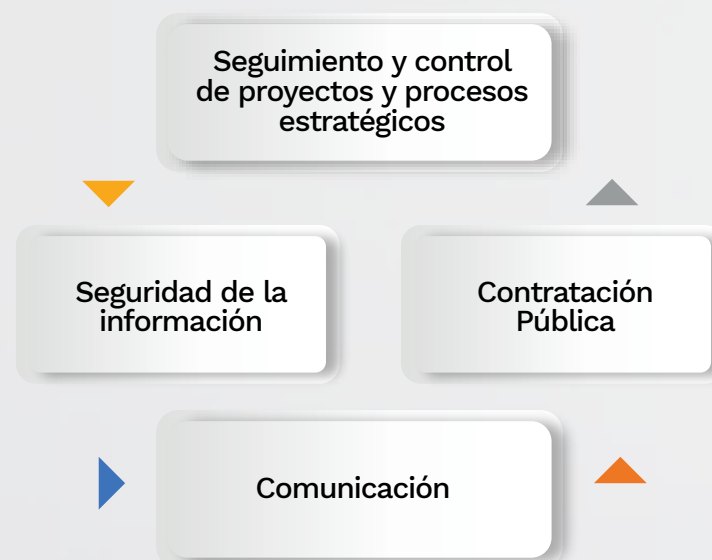 Seguimiento y control
de proyectos y procesos
estratégicos
Seguridad de la
información
Contratación
Pública
Comunicación